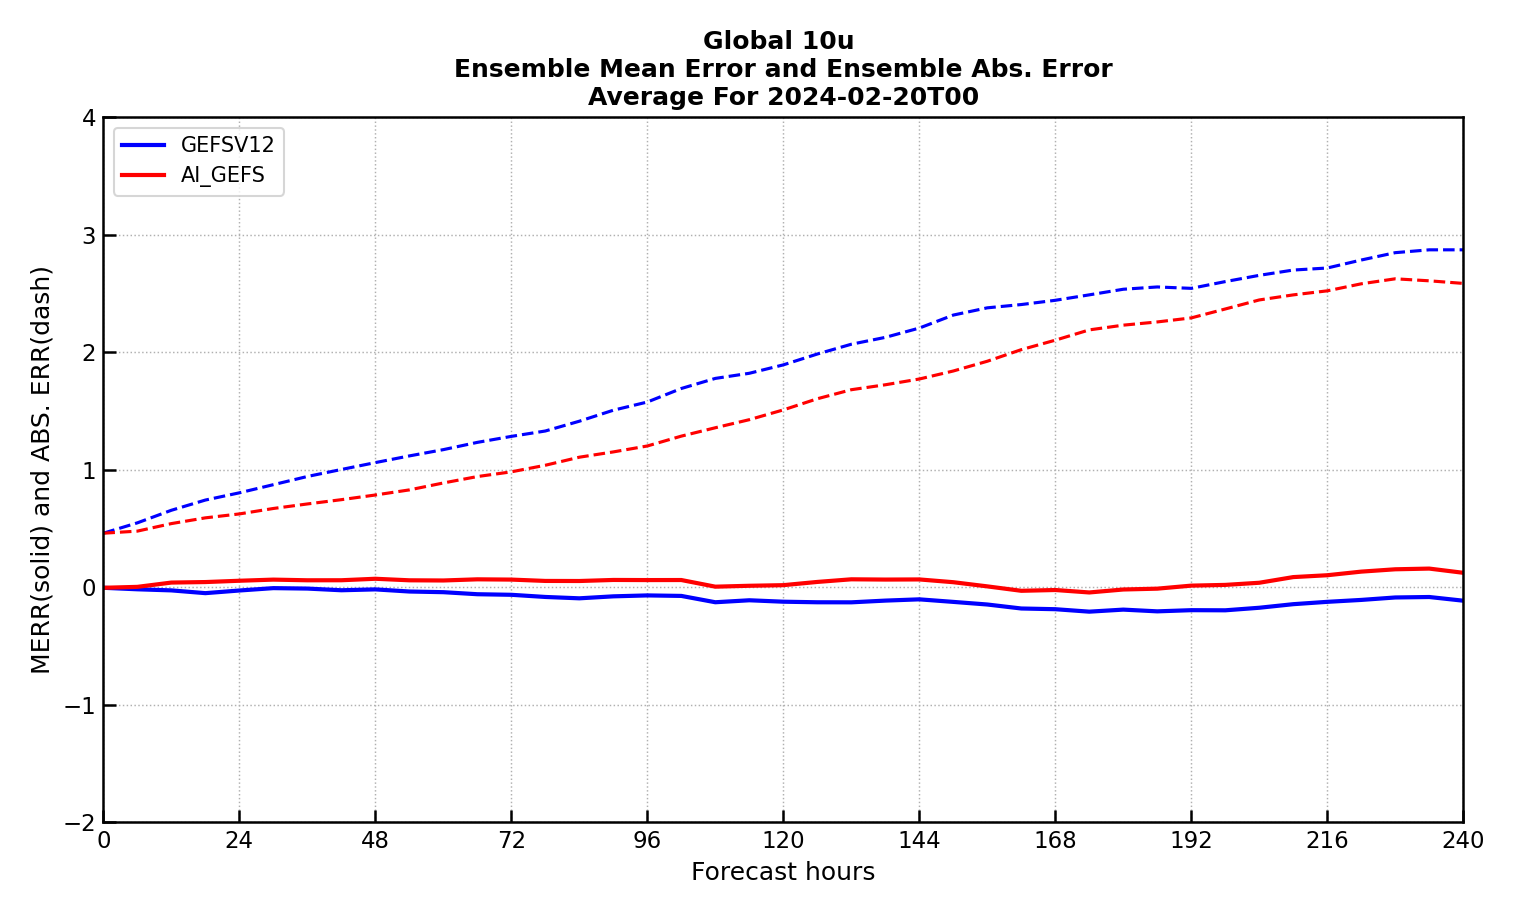 Global 10u
Ensemble Mean Error and Ensemble Abs. Error
Average For 2024-02-20T00
GEFSV12
AI_GEFS
MERR(solid) and ABS. ERR(dash)
4
3
2
1
0
−1
−2
0 24 48 72 96 120 144 168 192 216 240
Forecast hours